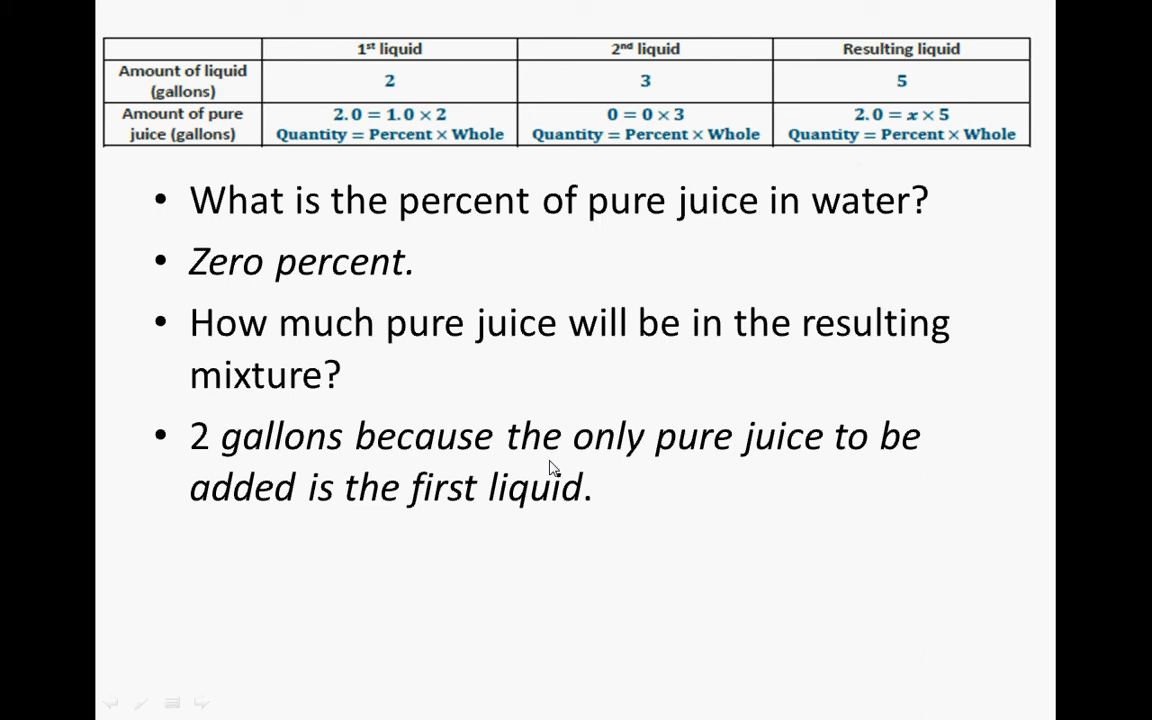 1st liquid 2nd liquid Resulting liquid
Amount of liquid (gallons) 2 3 5
Amount of pure juice (gallons) 2.0 = 1.0 × 2 0 = 0 × 3 2.0 = x × 5
Quantity = Percent × Whole Quantity = Percent × Whole Quantity = Percent × Whole
• What is the percent of pure juice in water?
• Zero percent.
• How much pure juice will be in the resulting
mixture?
• 2 gallons because the only pure juice to be
added is the first liquid.